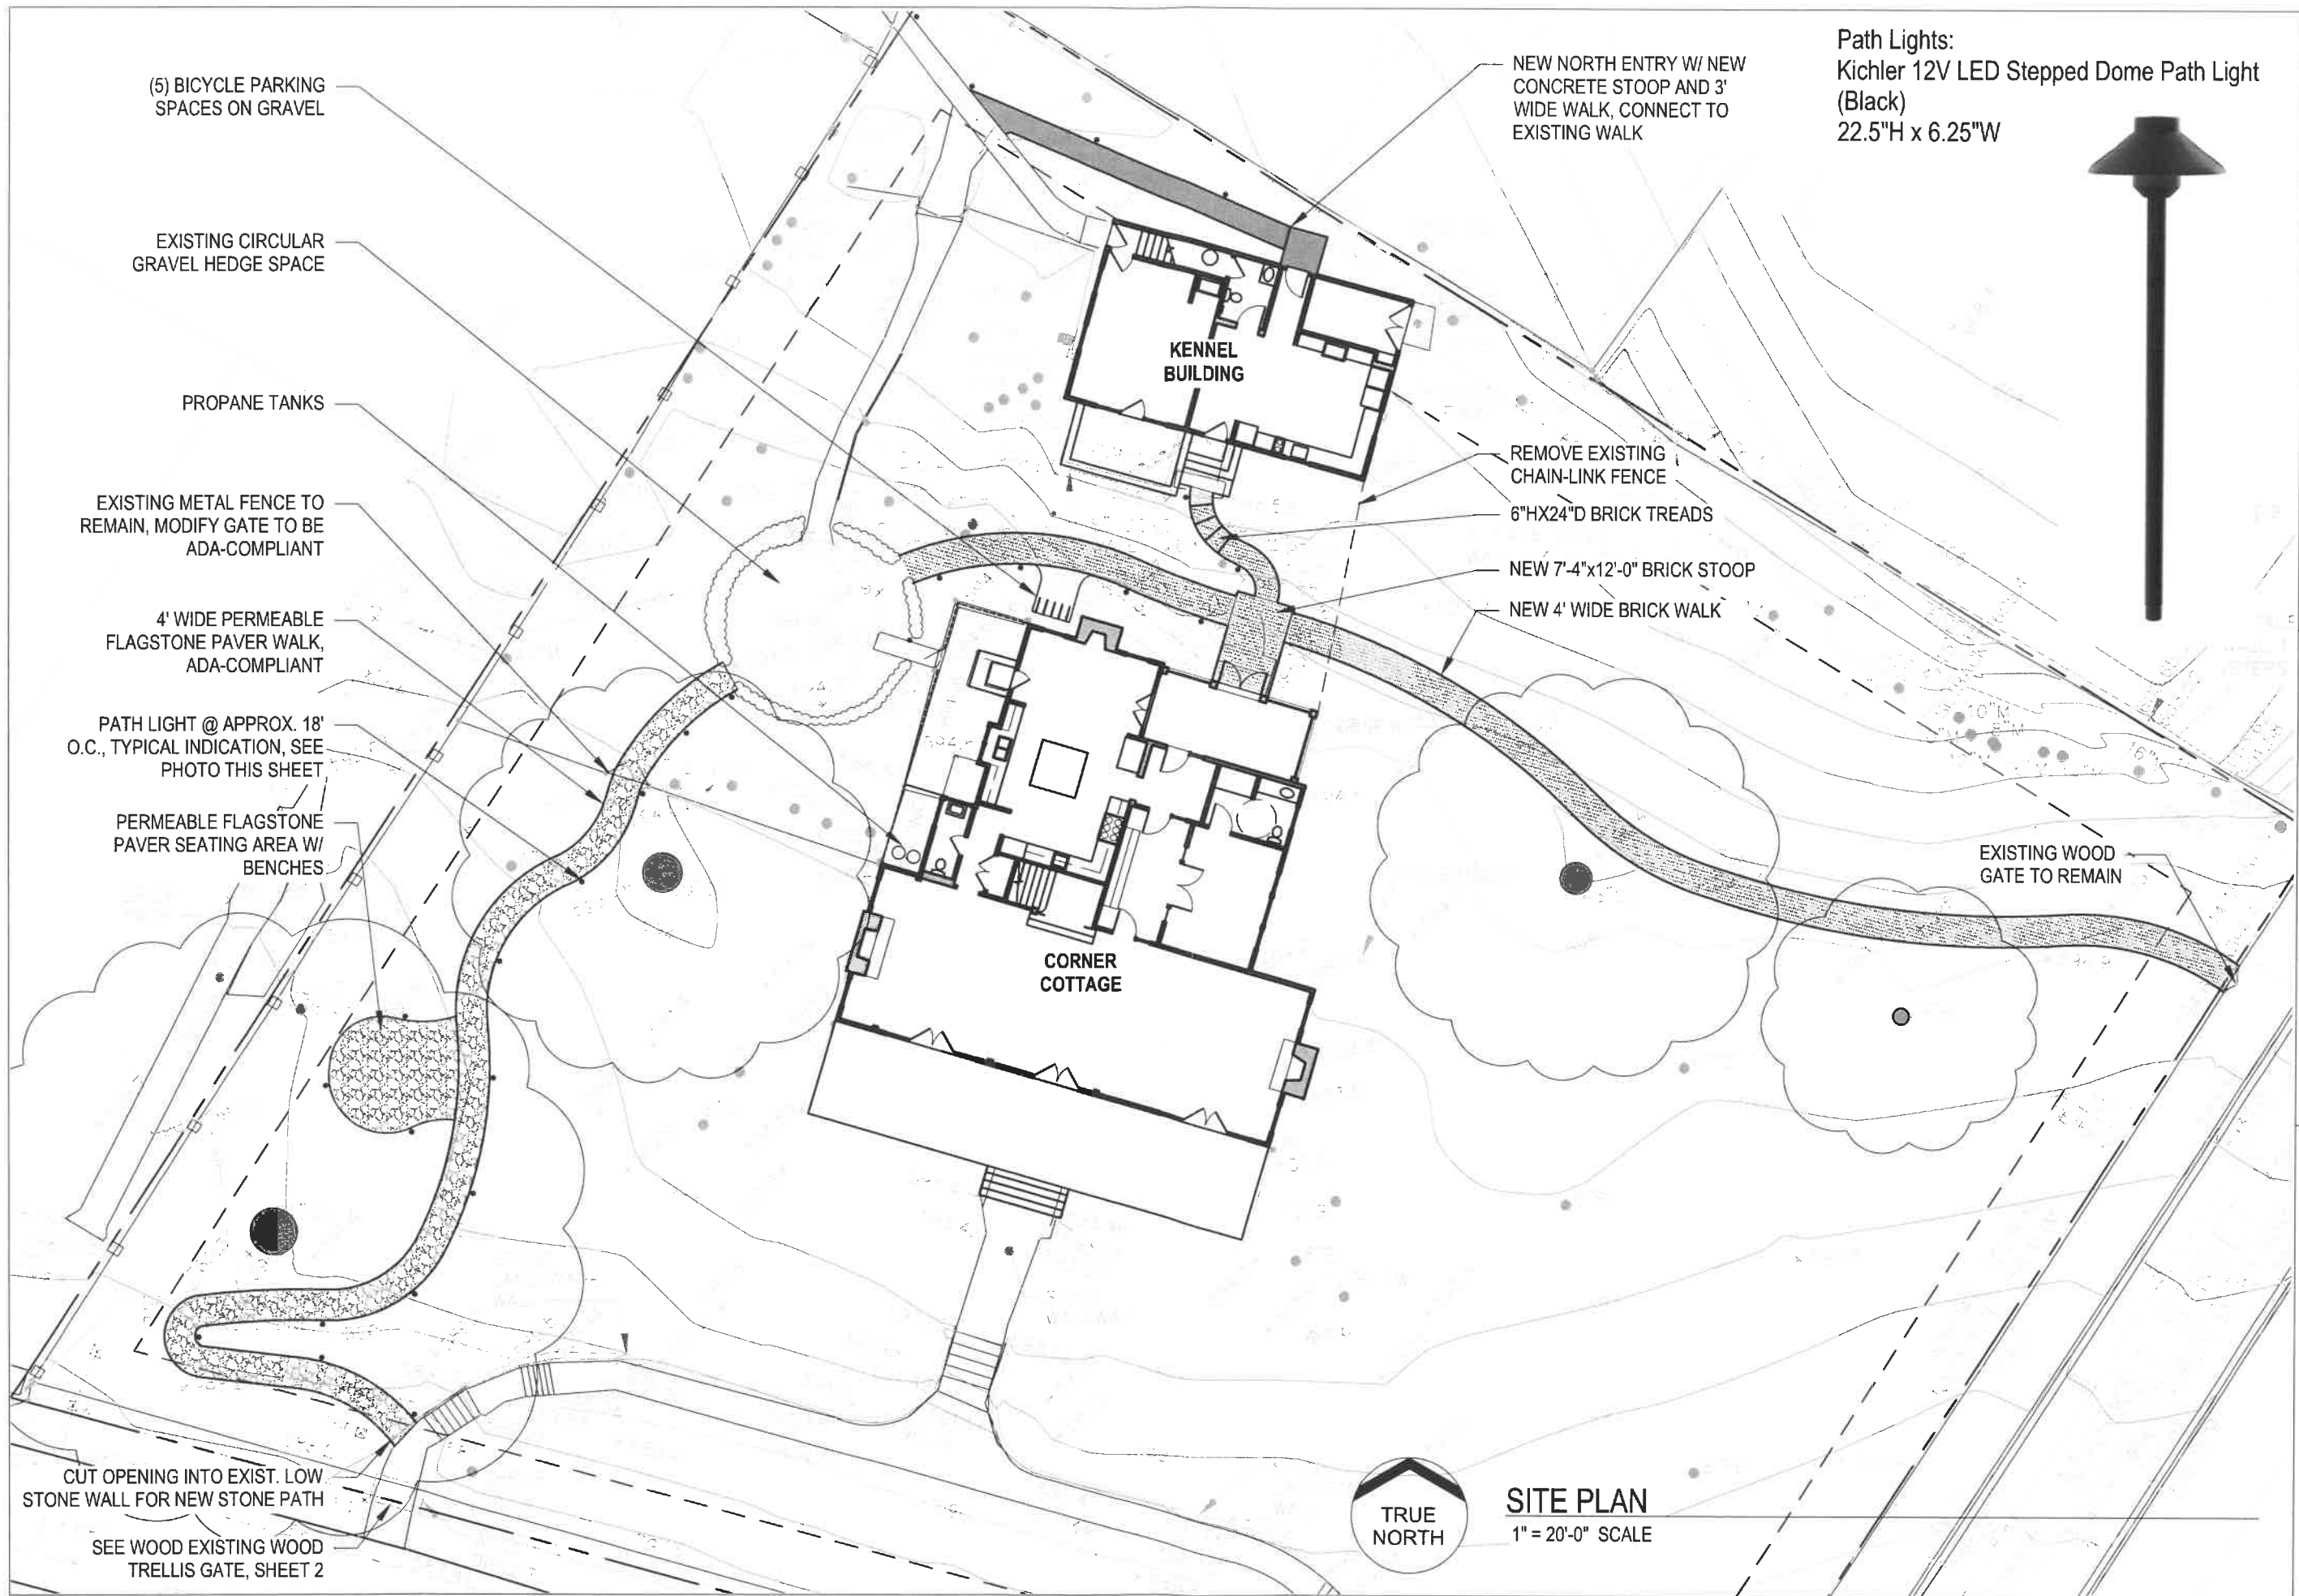 (5) BICYCLE PARKING
SPACES ON GRAVEL
EXISTING CIRCULAR
GRAVEL HEDGE SPACE
PROPANE TANKS
EXISTING METAL FENCE TO
REMAIN, MODIFY GATE TO BE
ADA-COMPLIANT
4' WIDE PERMEABLE
FLAGSTONE PAVER WALK,
ADA-COMPLIANT
PATH LIGHT @ APPROX. 18'
O.C., TYPICAL INDICATION, SEE
PHOTO THIS SHEET
PERMEABLE FLAGSTONE
PAVER SEATING AREA W/
BENCHES
CUT OPENING INTO EXIST. LOW
STONE WALL FOR NEW STONE PATH
SEE WOOD EXISTING WOOD
TRELLIS GATE, SHEET 2
KENNEL
BUILDING
CORNER
COTTAGE
NEW NORTH ENTRY W/ NEW
CONCRETE STOOP AND 3'
WIDE WALK, CONNECT TO
EXISTING WALK
Path Lights:
Kichler 12V LED Stepped Dome Path Light
(Black)
22.5"H x 6.25"W
REMOVE EXISTING
CHAIN-LINK FENCE
6"HX24"D BRICK TREADS
NEW 7'-4"x12'-0" BRICK STOOP
NEW 4' WIDE BRICK WALK
10"M
16"
EXISTING WOOD
GATE TO REMAIN
TRUE
NORTH
SITE PLAN
1" = 20'-0" SCALE